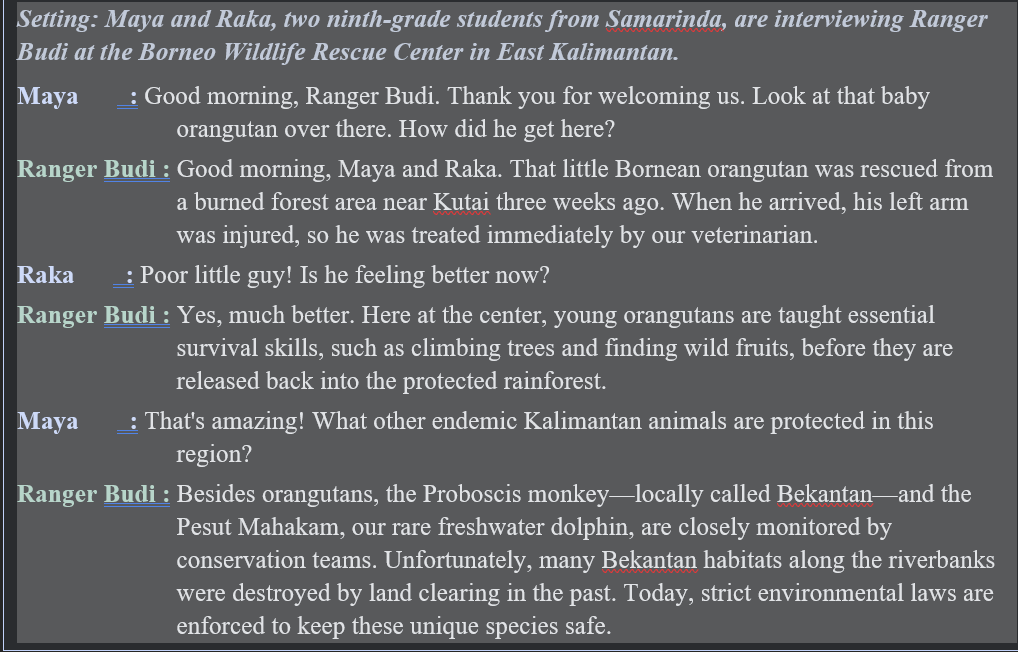 Setting: Maya and Raka, two ninth-grade students from Samarinda, are interviewing Ranger
Budi at the Borneo Wildlife Rescue Center in East Kalimantan.
Maya : Good morning, Ranger Budi. Thank you for welcoming us. Look at that baby
orangutan over there. How did he get here?
Ranger Budi : Good morning, Maya and Raka. That little Bornean orangutan was rescued from
a burned forest area near Kutai three weeks ago. When he arrived, his left arm
was injured, so he was treated immediately by our veterinarian.
Raka : Poor little guy! Is he feeling better now?
Ranger Budi : Yes, much better. Here at the center, young orangutans are taught essential
survival skills, such as climbing trees and finding wild fruits, before they are
released back into the protected rainforest.
Maya : That's amazing! What other endemic Kalimantan animals are protected in this
region?
Ranger Budi : Besides orangutans, the Proboscis monkey—locally called Bekantan—and the
Pesut Mahakam, our rare freshwater dolphin, are closely monitored by
conservation teams. Unfortunately, many Bekantan habitats along the riverbanks
were destroyed by land clearing in the past. Today, strict environmental laws are
enforced to keep these unique species safe.